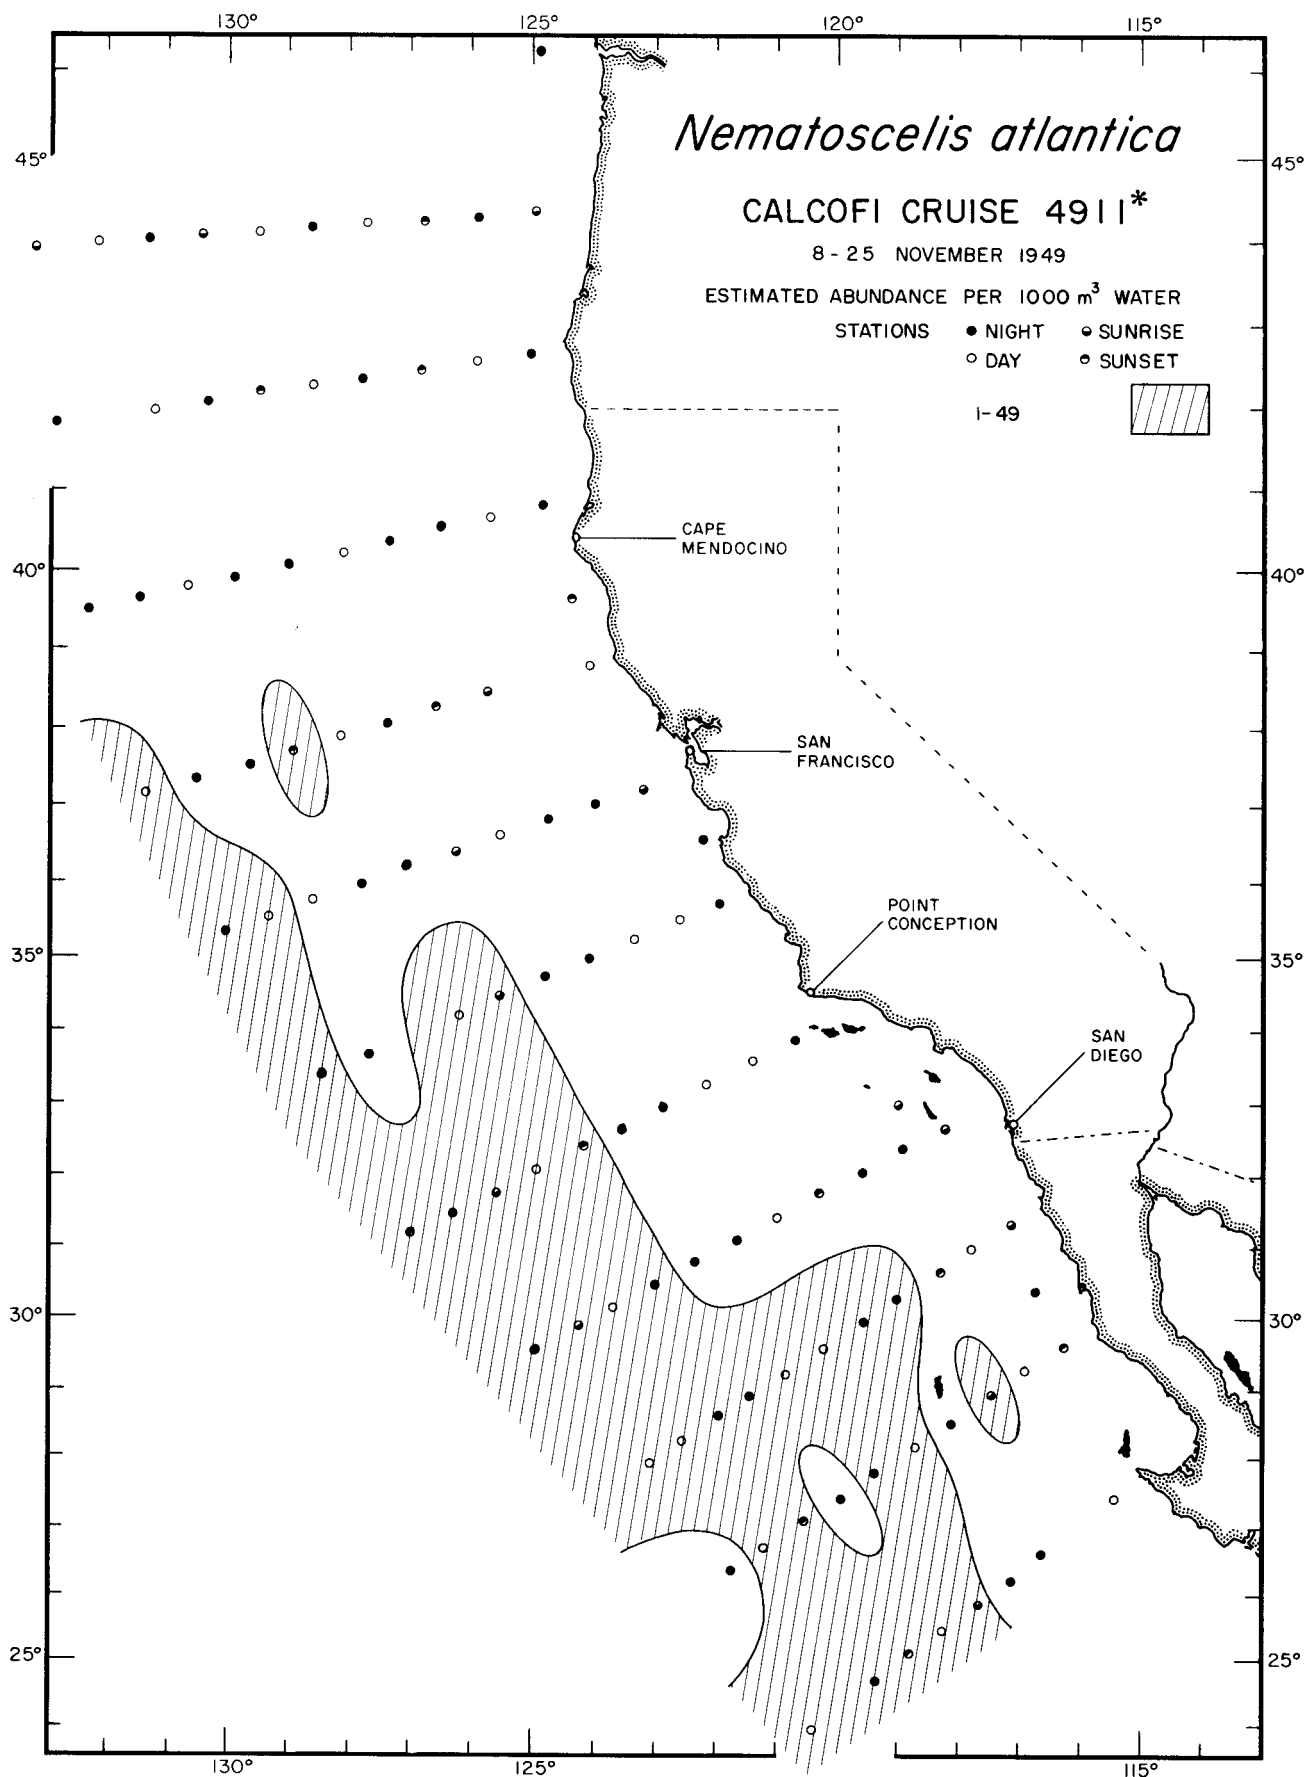 130° 125° 120° 115°
Nematoscelis atlantica
45° 45°
CALCOFI CRUISE 4911*
8-25 NOVEMBER 1949
ESTIMATED ABUNDANCE PER 1000 m³ WATER
STATIONS NIGHT SUNRISE
DAY SUNSET
1-49
CAPE
MENDOCINO
40° 40°
SAN
FRANCISCO
POINT
CONCEPTION
35° 35°
SAN
DIEGO
30° 30°
25° 25°
130° 125° 115°